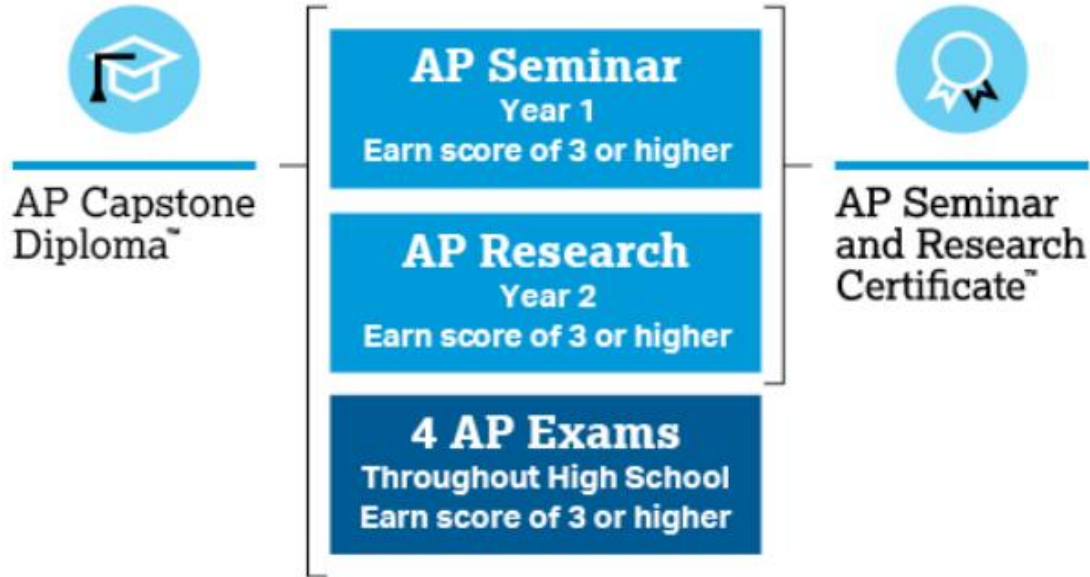 AP Capstone
Diploma™
AP Seminar
Year 1
Earn score of 3 or higher
AP Research
Year 2
Earn score of 3 or higher
4 AP Exams
Throughout High School
Earn score of 3 or higher
AP Seminar
and Research
Certificate™